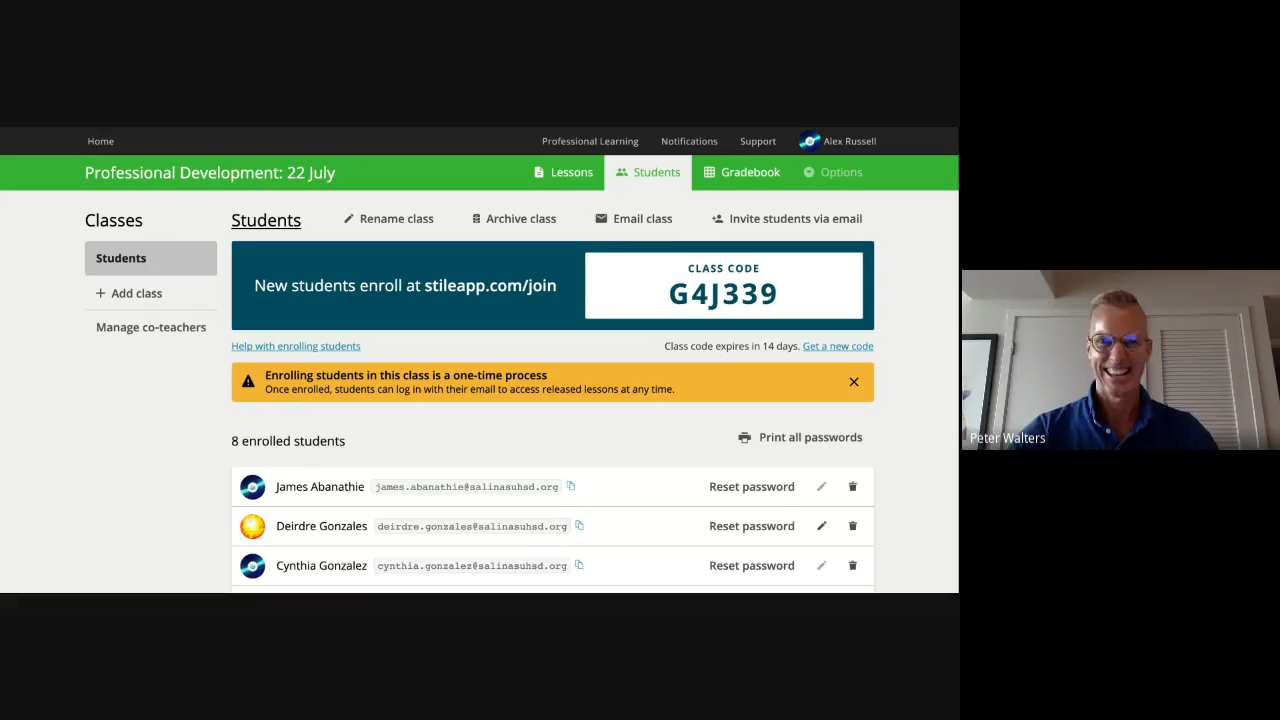 Home
Professional Learning
Notifications
Support
Alex Russell
Professional Development: 22 July
Lessons
Students
Gradebook
Options
Classes
Students
Add class
Manage co-teachers
Students
Rename class
Archive class
Email class
Invite students via email
New students enroll at stileapp.com/join
CLASS CODE
G4J339
Help with enrolling students
Class code expires in 14 days. Get a new code
Enrolling students in this class is a one-time process
Once enrolled, students can log in with their email to access released lessons at any time.
8 enrolled students
Print all passwords
James Abanathie james.abanathie@salinasuhsd.org Reset password
Deirdre Gonzales deirdre.gonzales@salinasuhsd.org Reset password
Cynthia Gonzalez cynthia.gonzalez@salinasuhsd.org Reset password
Peter Walters